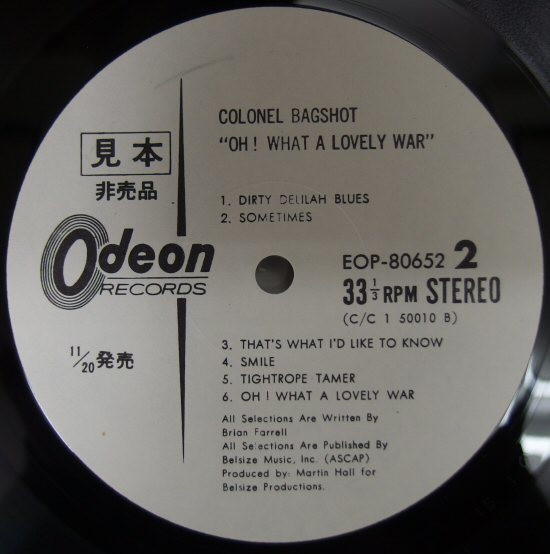 COLONEL BAGSHOT
"OH! WHAT A LOVELY WAR"
見本
非売品
1. DIRTY DELILAH BLUES
2. SOMETIMES
Odeon
RECORDS
EOP-80652 2
33 1/3 RPM STEREO
(C/C 1 50010 B)
11/20 発売
3. THAT'S WHAT I'D LIKE TO KNOW
4. SMILE
5. TIGHTROPE TAMER
6. OH! WHAT A LOVELY WAR
All Selections Are Written By
Brian Farrell
All Selections Are Published By
Belsize Music, Inc. (ASCAP)
Produced by: Martin Hall for
Belsize Productions.